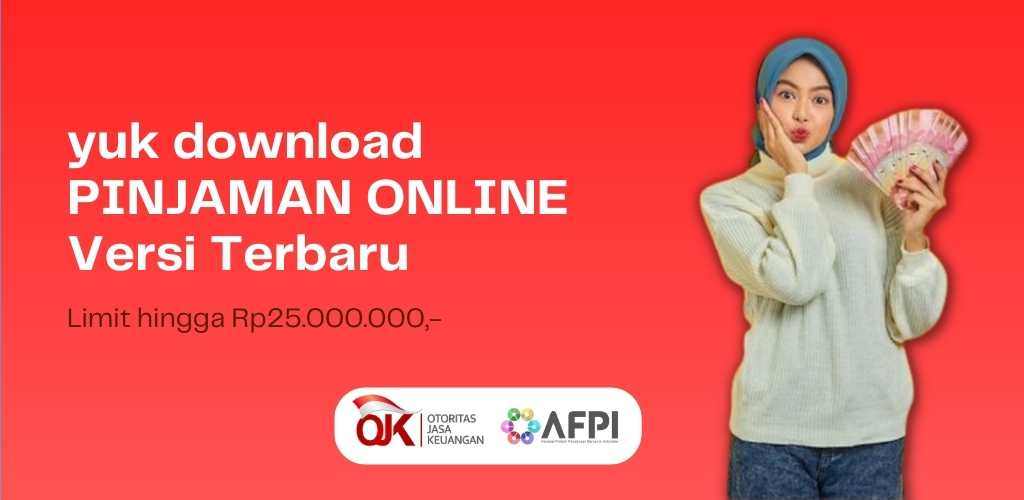 yuk download
PINJAMAN ONLINE
Versi Terbaru
Limit hingga Rp25.000.000,-
OJK
OTORITAS
JASA
KEUANGAN
AFPI